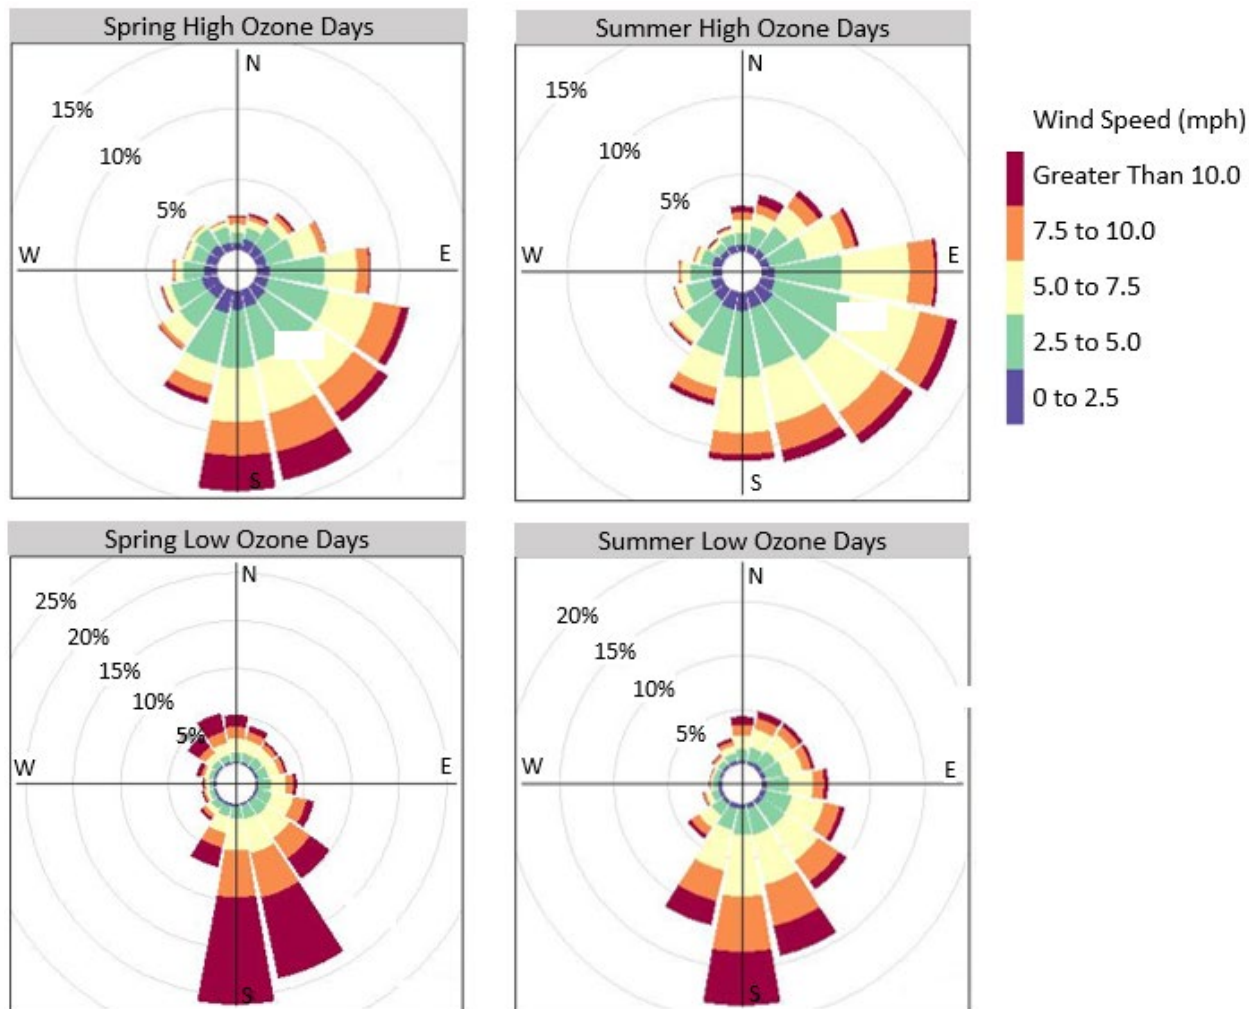 Spring High Ozone Days
N
15%
10%
5%
W
E
S
Summer High Ozone Days
N
15%
10%
5%
W
E
S
Wind Speed (mph)
Greater Than 10.0
7.5 to 10.0
5.0 to 7.5
2.5 to 5.0
0 to 2.5
Spring Low Ozone Days
N
25%
20%
15%
10%
5%
W
E
S
Summer Low Ozone Days
N
20%
15%
10%
5%
W
E
S